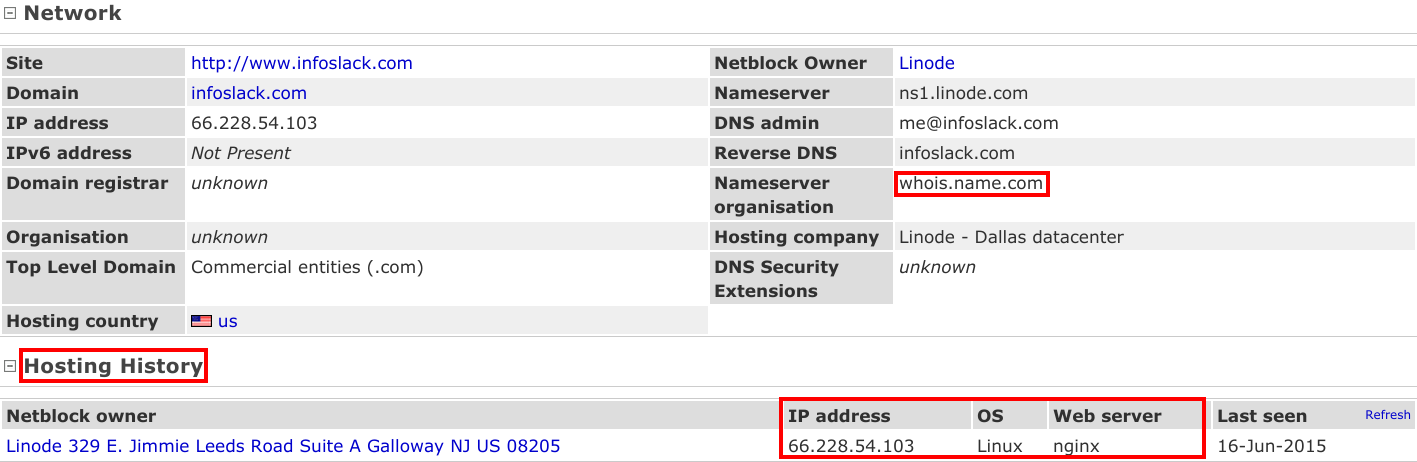 Network
Site http://www.infoslack.com Netblock Owner Linode
Domain infoslack.com Nameserver ns1.linode.com
IP address 66.228.54.103 DNS admin me@infoslack.com
IPv6 address Not Present Reverse DNS infoslack.com
Domain registrar unknown Nameserver whois.name.com
organisation
Organisation unknown Hosting company Linode - Dallas datacenter
Top Level Domain Commercial entities (.com) DNS Security unknown
Extensions
Hosting country us
Hosting History
Netblock owner IP address OS Web server Last seen Refresh
Linode 329 E. Jimmie Leeds Road Suite A Galloway NJ US 08205 66.228.54.103 Linux nginx 16-Jun-2015